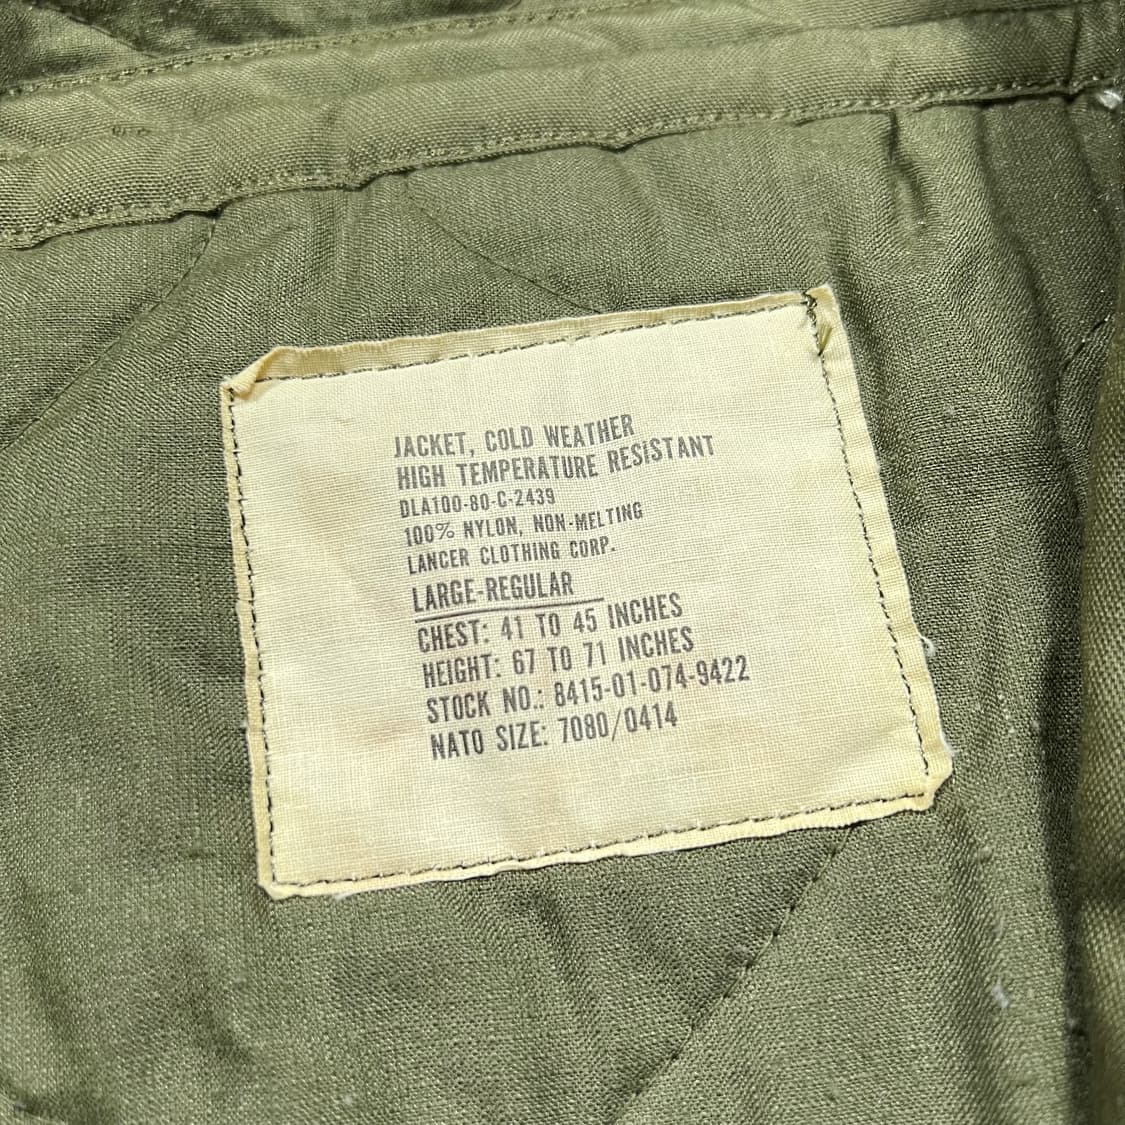 JACKET, COLD WEATHER
HIGH TEMPERATURE RESISTANT
DLA100-80-C-2439
100% NYLON, NON-MELTING
LANCER CLOTHING CORP.
LARGE-REGULAR
CHEST: 41 TO 45 INCHES
HEIGHT: 67 TO 71 INCHES
STOCK NO.: 8415-01-074-9422
NATO SIZE: 7080/0414